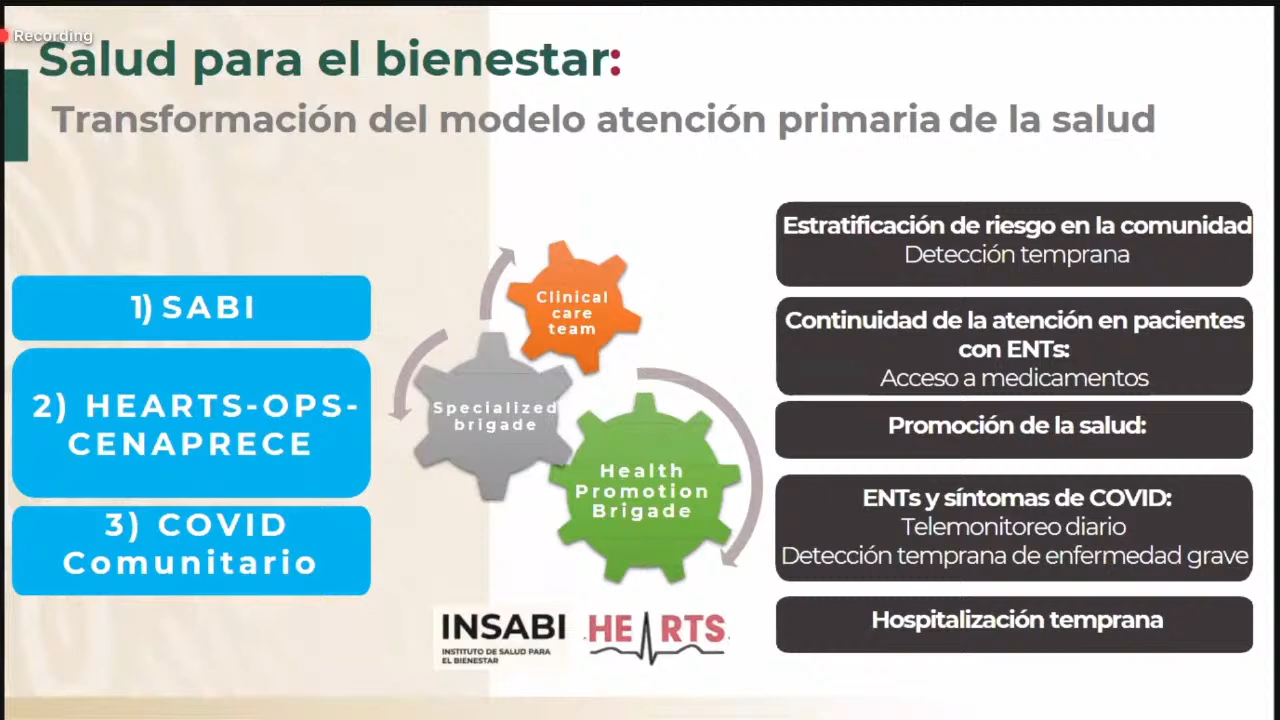 Recording
Salud para el bienestar:
Transformación del modelo atención primaria de la salud
1) SABI
2) HEARTS-OPS-
CENAPRECE
3) COVID
Comunitario
Clinical
care
team
Specialized
brigade
Health
Promotion
Brigade
INSABI
INSTITUTO DE SALUD PARA
EL BIENESTAR
HEARTS
Estratificación de riesgo en la comunidad
Detección temprana
Continuidad de la atención en pacientes
con ENTs:
Acceso a medicamentos
Promoción de la salud:
ENTs y síntomas de COVID:
Telemonitoreo diario
Detección temprana de enfermedad grave
Hospitalización temprana